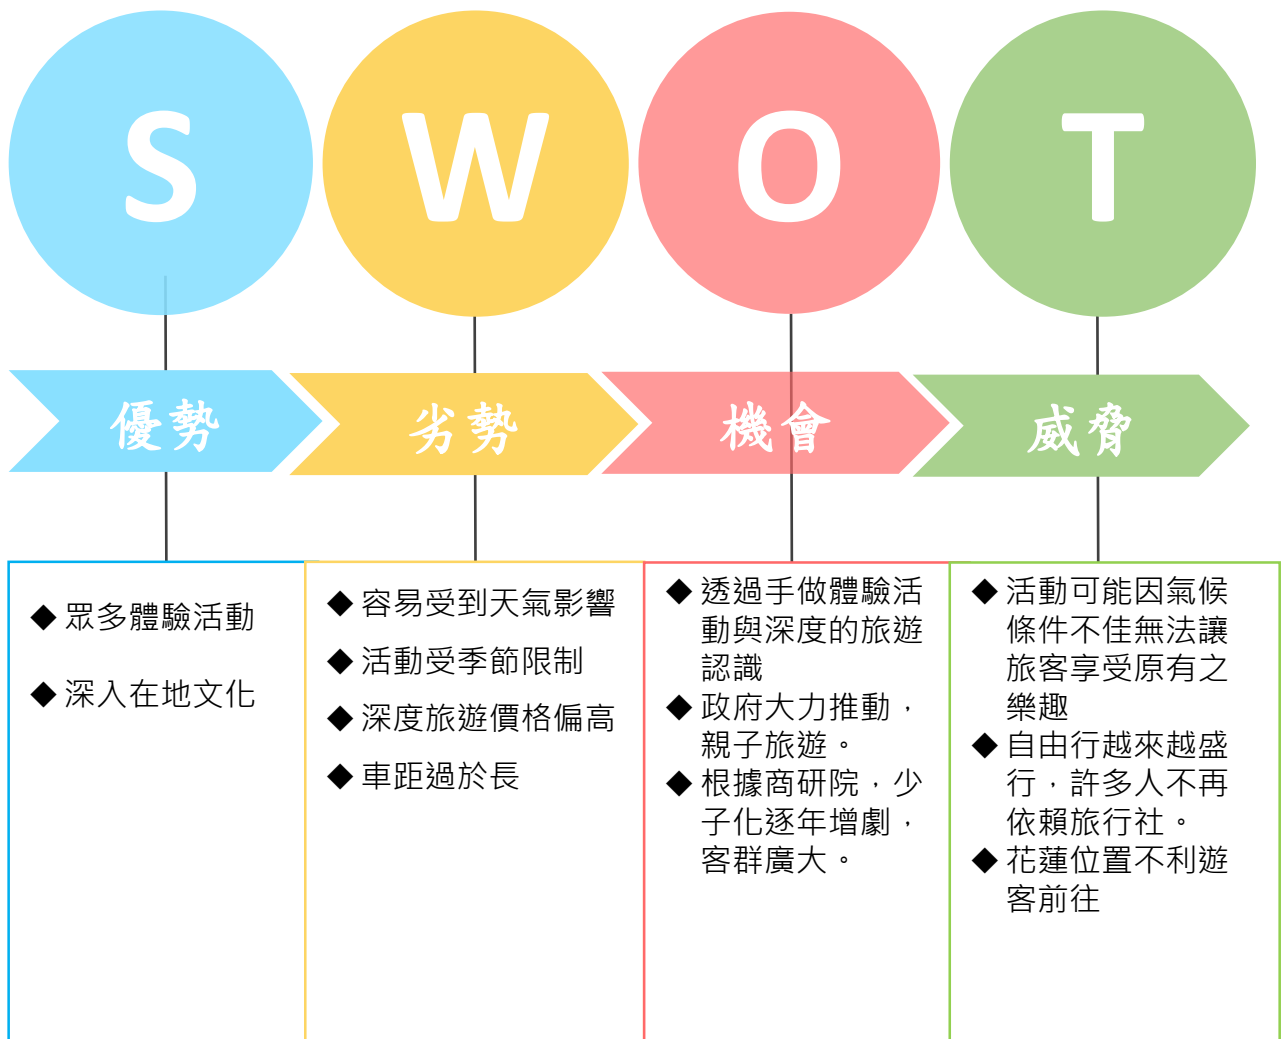 S
W
O
T
優勢
劣勢
機會
威脅
◆ 眾多體驗活動
◆ 深入在地文化
◆ 容易受到天氣影響
◆ 活動受季節限制
◆ 深度旅遊價格偏高
◆ 車距過於長
◆ 透過手做體驗活
動與深度的旅遊
認識
◆ 政府大力推動，
親子旅遊。
◆ 根據商研院，少
子化逐年增劇，
客群廣大。
◆ 活動可能因氣候
條件不佳無法讓
旅客享受原有之
樂趣
◆ 自由行越來越盛
行，許多人不再
依賴旅行社。
◆ 花蓮位置不利遊
客前往